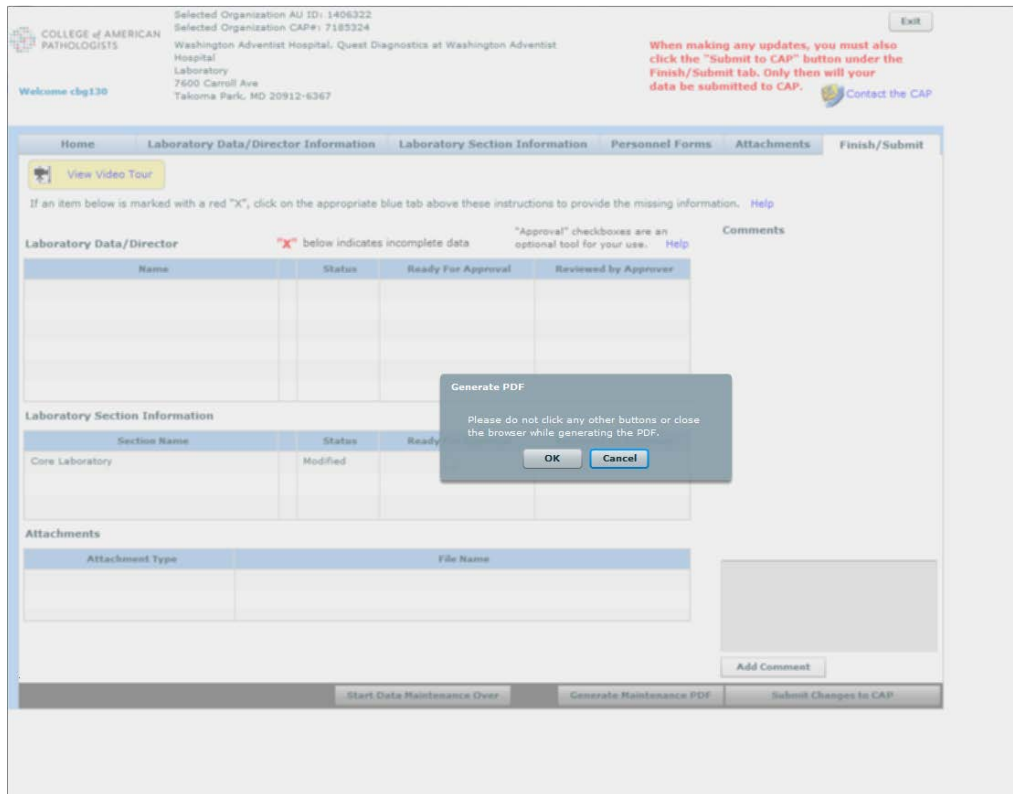 COLLEGE of AMERICAN
PATHOLOGISTS
Welcome cbg130
Selected Organization AU ID: 1406322
Selected Organization CAP#: 7185324
Washington Adventist Hospital, Quest Diagnostics at Washington Adventist
Hospital
Laboratory
7600 Carroll Ave
Takoma Park, MD 20912-6367
Exit
When making any updates, you must also
click the "Submit to CAP" button under the
Finish/Submit tab. Only then will your
data be submitted to CAP.
Contact the CAP
Home Laboratory Data/Director Information Laboratory Section Information Personnel Forms Attachments Finish/Submit
View Video Tour
If an item below is marked with a red "X", click on the appropriate blue tab above these instructions to provide the missing information. Help
Laboratory Data/Director
"X" below indicates incomplete data
"Approval" checkboxes are an
optional tool for your use. Help
Comments
Name Status Ready For Approval Reviewed by Approver
Generate PDF
Please do not click any other buttons or close
the browser while generating the PDF.
OK Cancel
Laboratory Section Information
Section Name Status Ready
Core Laboratory Modified
Attachments
Attachment Type File Name
Add Comment
Start Data Maintenance Over Generate Maintenance PDF Submit Changes to CAP